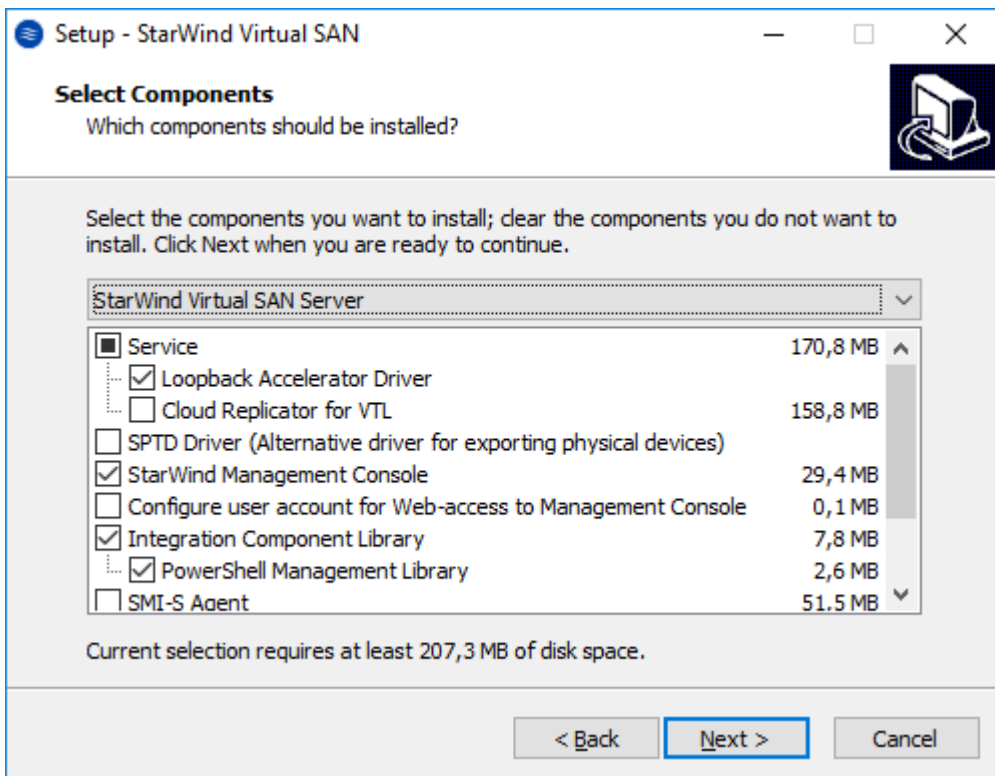 Setup - StarWind Virtual SAN
Select Components
Which components should be installed?
Select the components you want to install; clear the components you do not want to
install. Click Next when you are ready to continue.
StarWind Virtual SAN Server
Service 170,8 MB
Loopback Accelerator Driver
Cloud Replicator for VTL 158,8 MB
SPTD Driver (Alternative driver for exporting physical devices)
StarWind Management Console 29,4 MB
Configure user account for Web-access to Management Console 0,1 MB
Integration Component Library 7,8 MB
PowerShell Management Library 2,6 MB
SMI-S Agent 51,5 MB
Current selection requires at least 207,3 MB of disk space.
< Back Next > Cancel